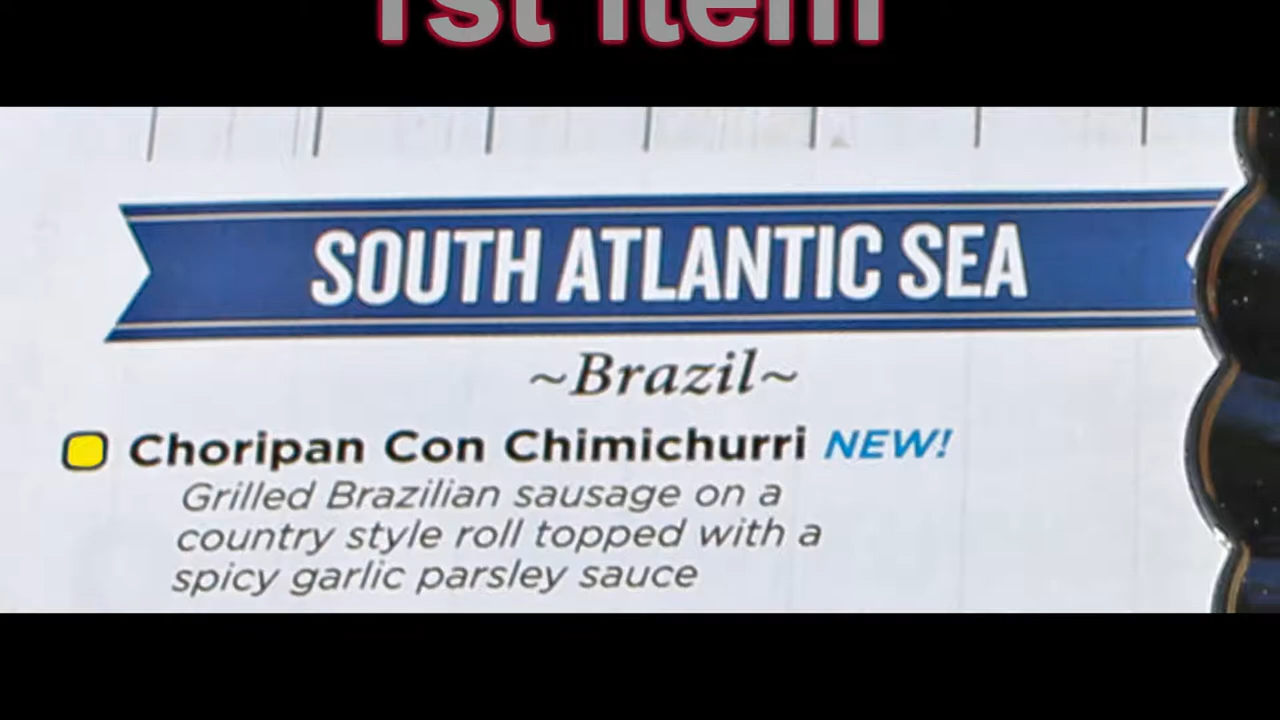 1st Item
SOUTH ATLANTIC SEA
~Brazil~
Choripan Con Chimichurri NEW!
Grilled Brazilian sausage on a
country style roll topped with a
spicy garlic parsley sauce